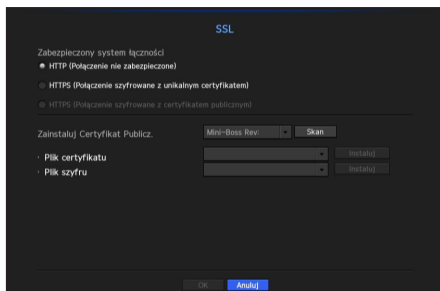 SSL
Zabezpieczony system łączności
HTTP (Połączenie nie zabezpieczone)
HTTPS (Połączenie szyfrowane z unikalnym certyfikatem)
HTTPS (Połączenie szyfrowane z certyfikatem publicznym)
Zainstaluj Certyfikat Publicz. Mini-Boss Rev: Skan
· Plik certyfikatu Instaluj
· Plik szyfru Instaluj
OK Anuluj